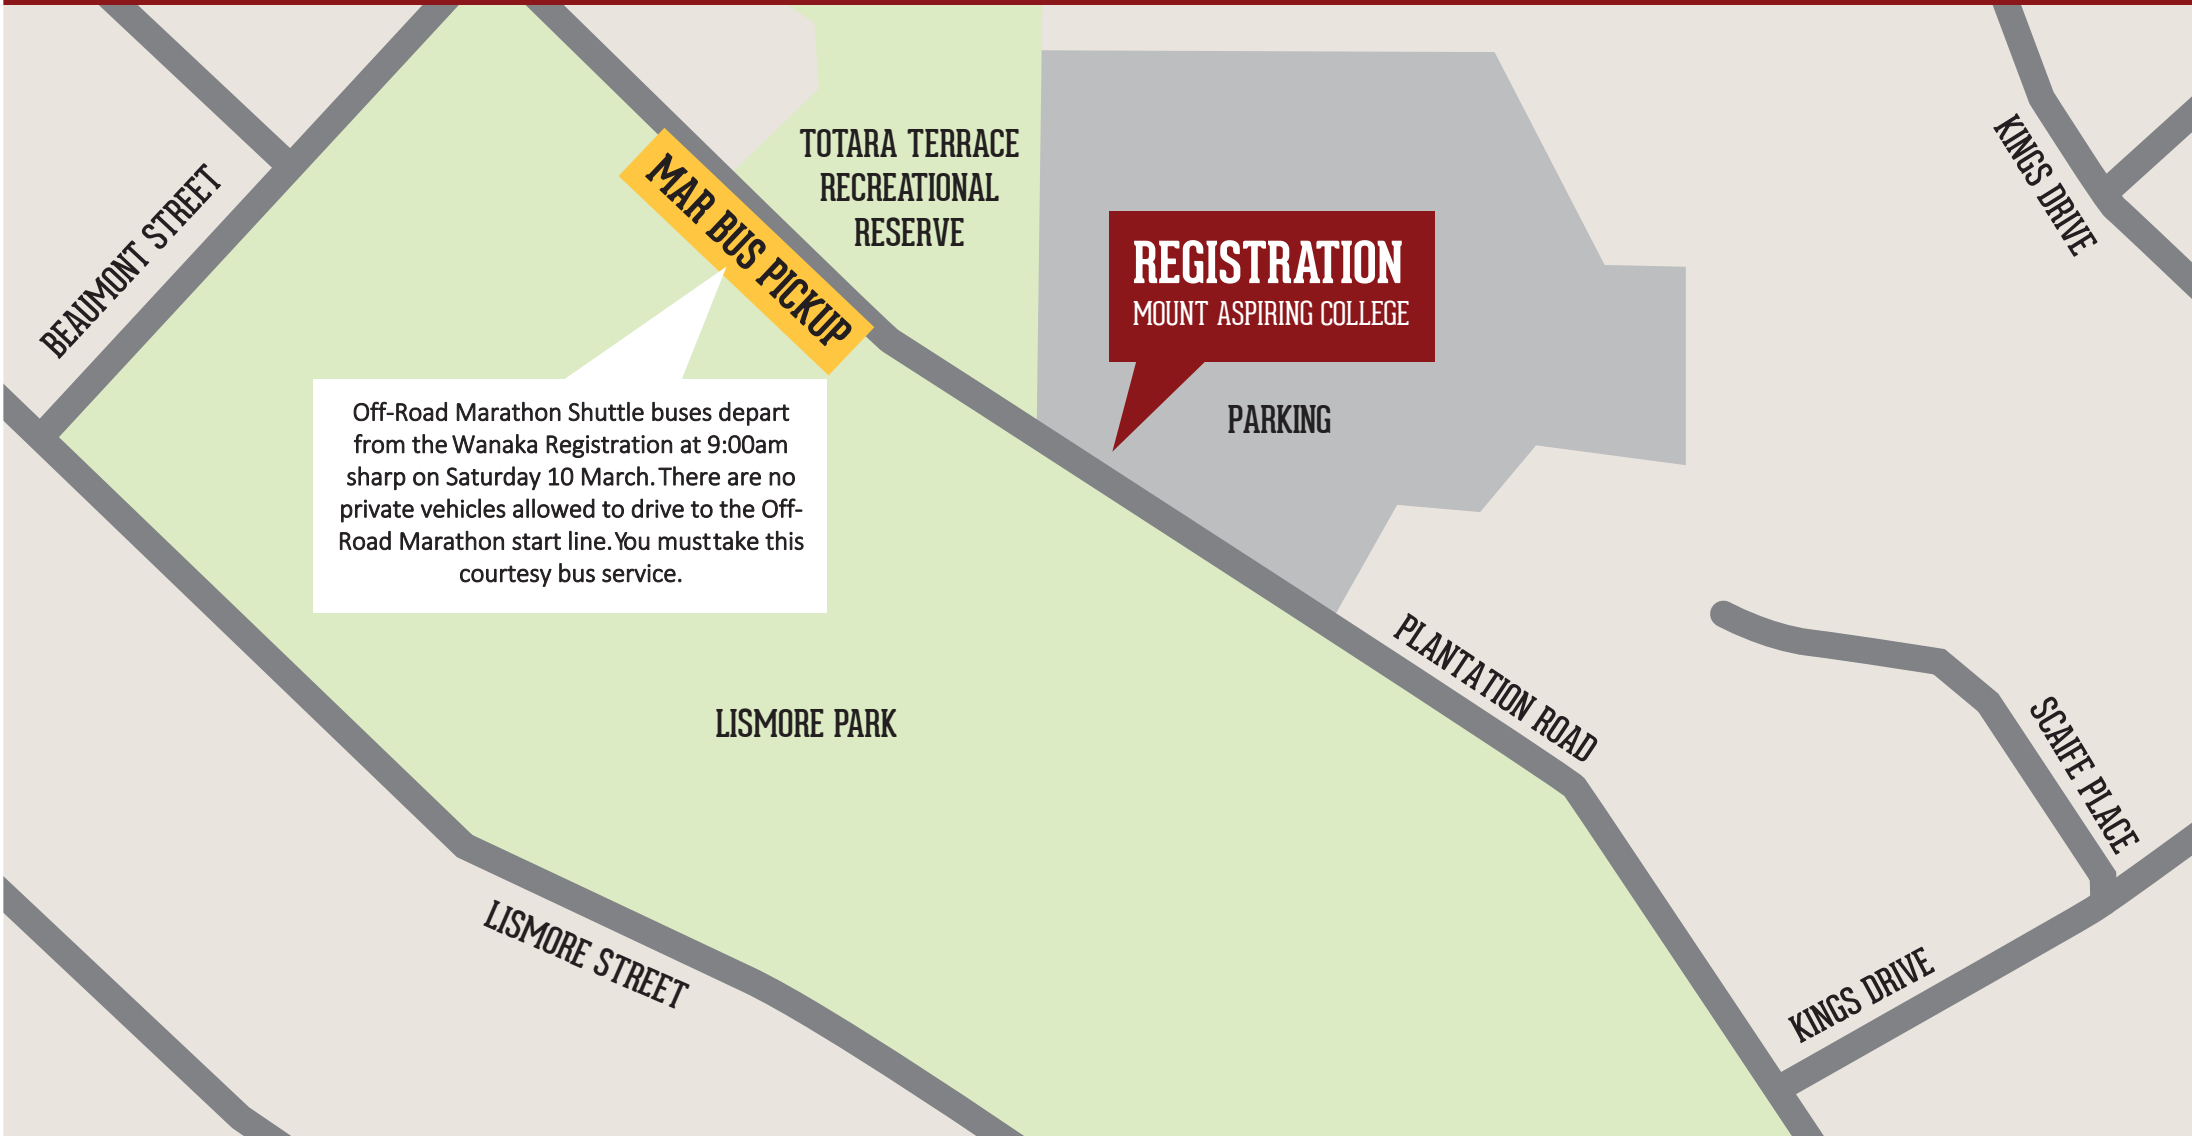 TOTARA TERRACE
RECREATIONAL
RESERVE
KINGS DRIVE
MAR BUS PICKUP
BEAUMONT STREET
REGISTRATION
MOUNT ASPIRING COLLEGE
PARKING
Off-Road Marathon Shuttle buses depart
from the Wanaka Registration at 9:00am
sharp on Saturday 10 March. There are no
private vehicles allowed to drive to the Off-
Road Marathon start line. You must take this
courtesy bus service.
PLANTATION ROAD
LISMORE PARK
SCAIFE PLACE
LISMORE STREET
KINGS DRIVE